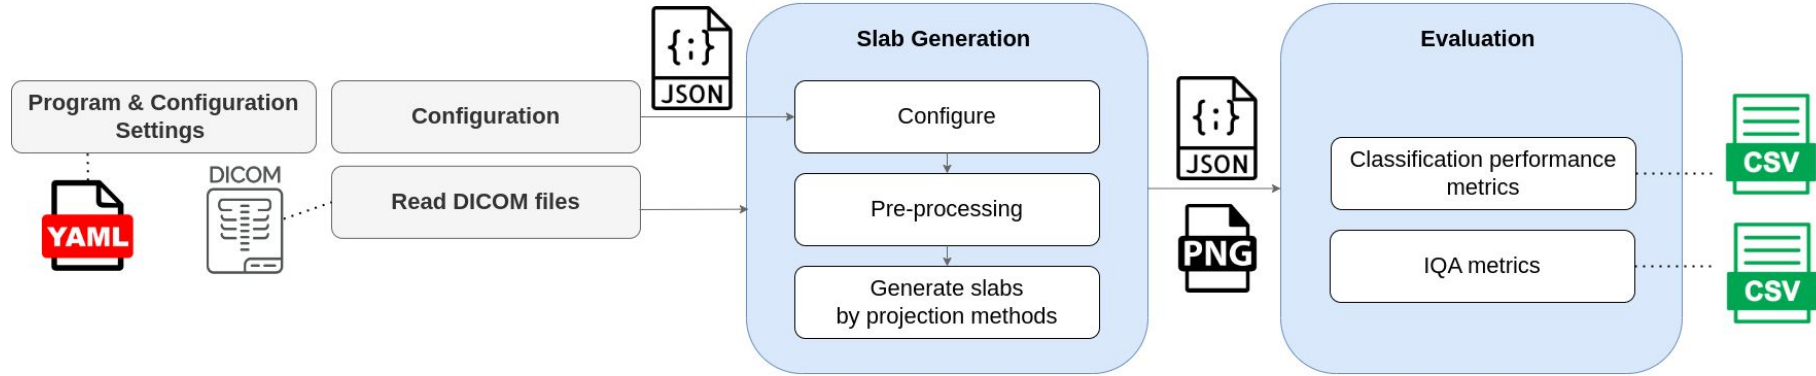 Program & Configuration
Settings
YAML
DICOM
Configuration
Read DICOM files
{;}
JSON
Slab Generation
Configure
Pre-processing
Generate slabs
by projection methods
{;}
JSON
PNG
Evaluation
Classification performance
metrics
IQA metrics
CSV
CSV